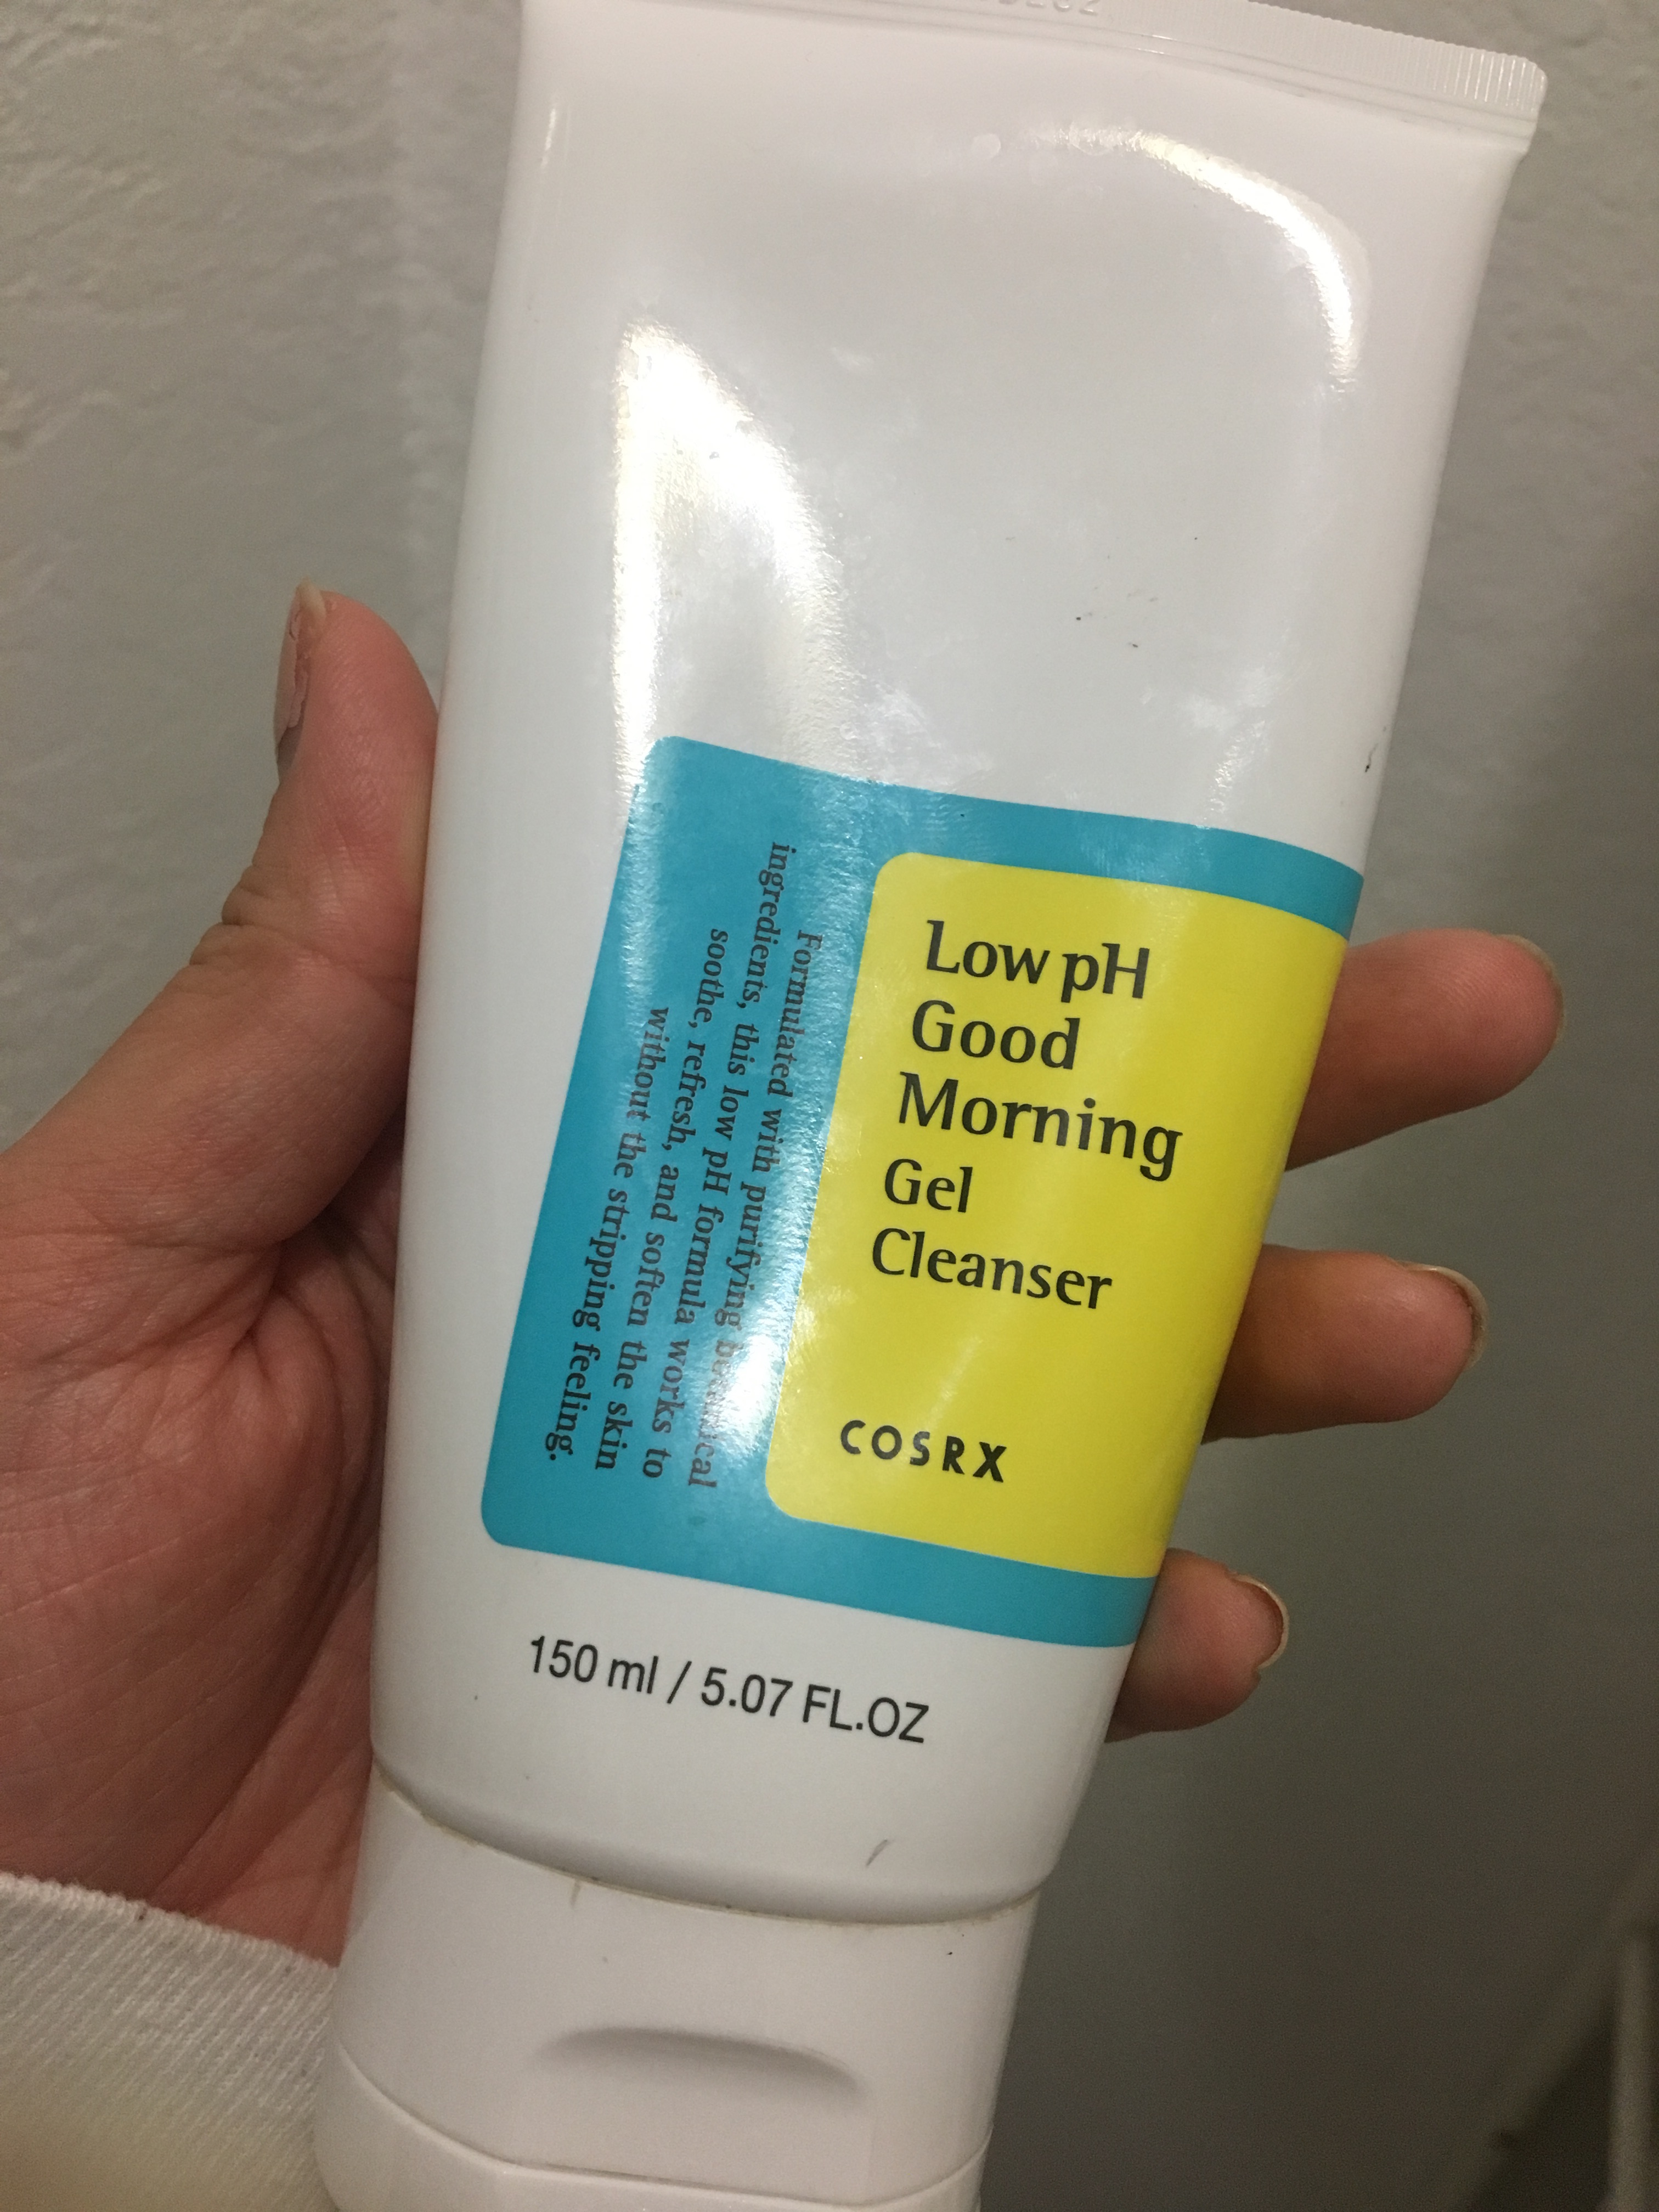 Low pH
Good
Morning
Gel
Cleanser
COSRX
Formulated with purifying
ingredients, this low pH formula works to
soothe, refresh, and soften the skin
without the stripping feeling.
150 ml / 5.07 FL.OZ